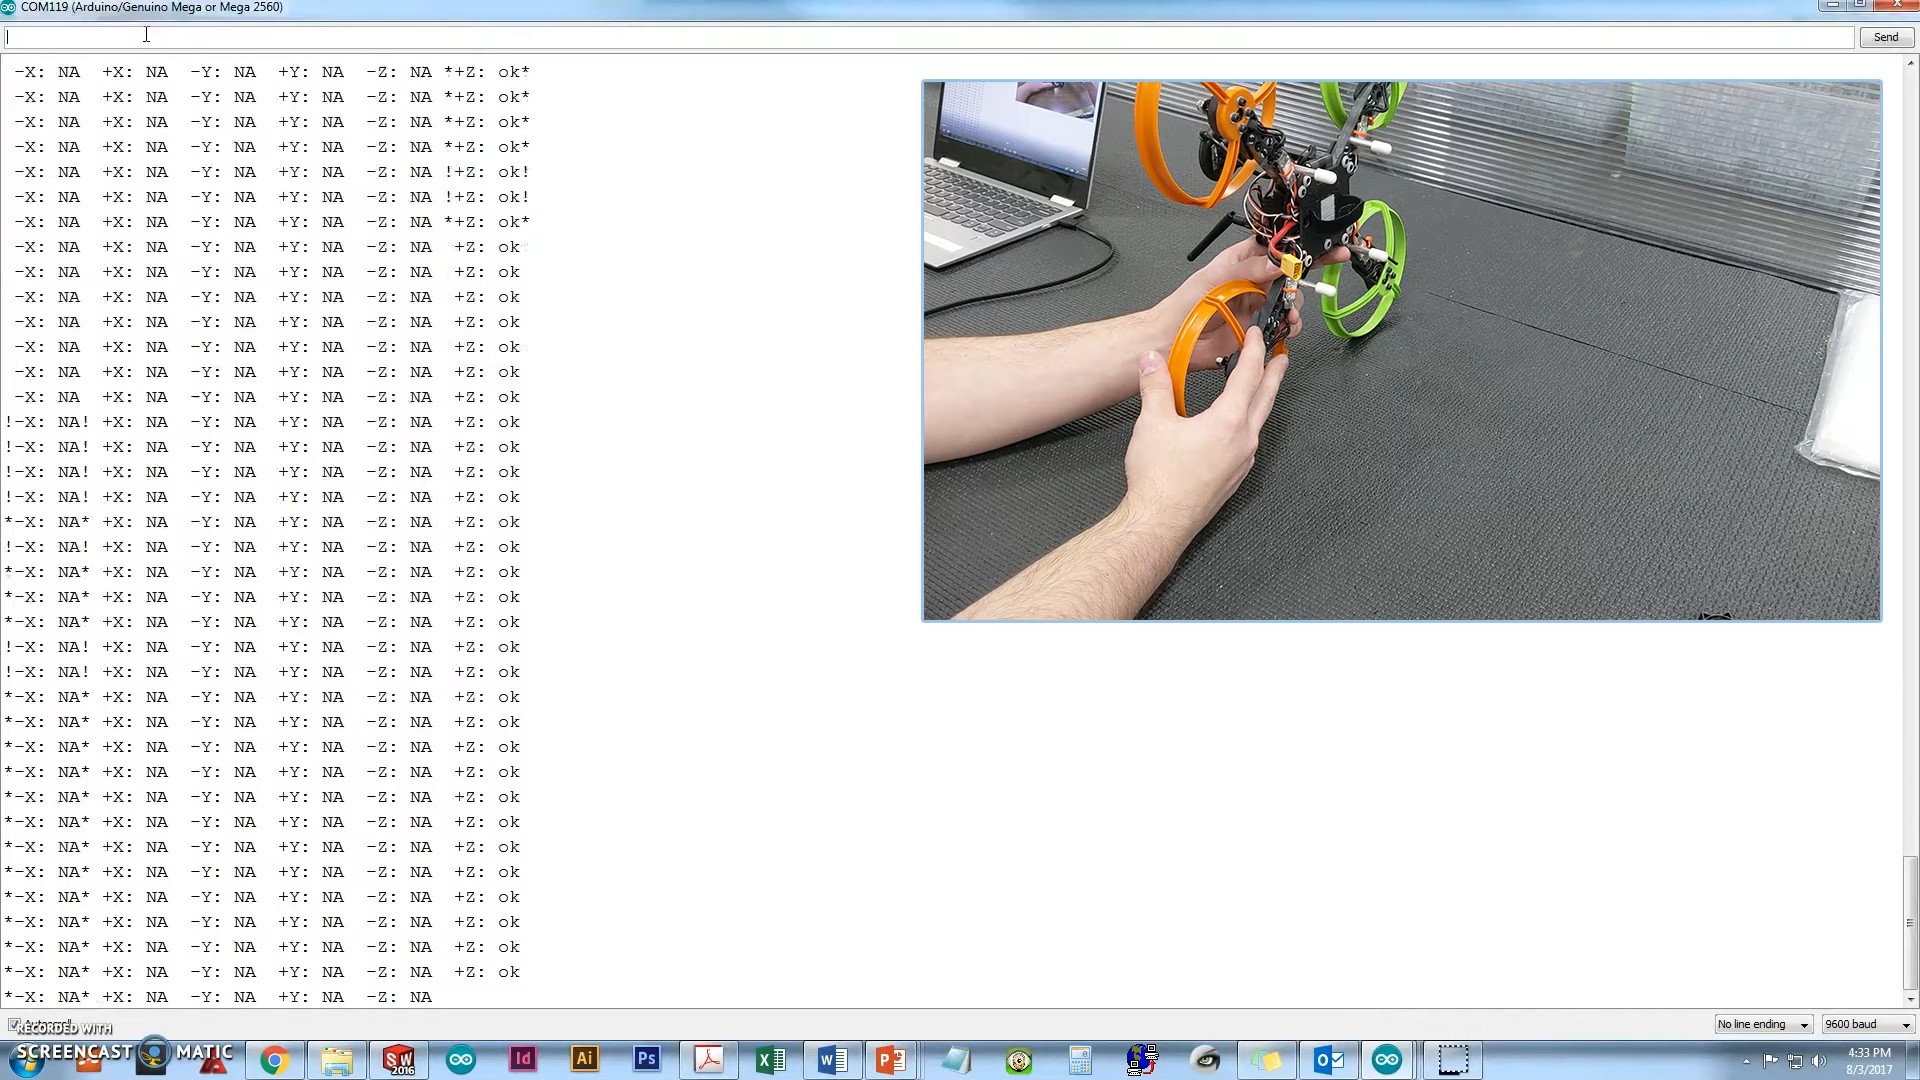 COM119 (Arduino/Genuino Mega or Mega 2560)
Send
-X: NA +X: NA -Y: NA +Y: NA -Z: NA *+Z: ok*
-X: NA +X: NA -Y: NA +Y: NA -Z: NA *+Z: ok*
-X: NA +X: NA -Y: NA +Y: NA -Z: NA *+Z: ok*
-X: NA +X: NA -Y: NA +Y: NA -Z: NA *+Z: ok*
-X: NA +X: NA -Y: NA +Y: NA -Z: NA !+Z: ok!
-X: NA +X: NA -Y: NA +Y: NA -Z: NA !+Z: ok!
-X: NA +X: NA -Y: NA +Y: NA -Z: NA *+Z: ok*
-X: NA +X: NA -Y: NA +Y: NA -Z: NA +Z: ok
-X: NA +X: NA -Y: NA +Y: NA -Z: NA +Z: ok
-X: NA +X: NA -Y: NA +Y: NA -Z: NA +Z: ok
-X: NA +X: NA -Y: NA +Y: NA -Z: NA +Z: ok
-X: NA +X: NA -Y: NA +Y: NA -Z: NA +Z: ok
-X: NA +X: NA -Y: NA +Y: NA -Z: NA +Z: ok
-X: NA +X: NA -Y: NA +Y: NA -Z: NA +Z: ok
!-X: NA! +X: NA -Y: NA +Y: NA -Z: NA +Z: ok
!-X: NA! +X: NA -Y: NA +Y: NA -Z: NA +Z: ok
!-X: NA! +X: NA -Y: NA +Y: NA -Z: NA +Z: ok
!-X: NA! +X: NA -Y: NA +Y: NA -Z: NA +Z: ok
*-X: NA* +X: NA -Y: NA +Y: NA -Z: NA +Z: ok
!-X: NA! +X: NA -Y: NA +Y: NA -Z: NA +Z: ok
*-X: NA* +X: NA -Y: NA +Y: NA -Z: NA +Z: ok
*-X: NA* +X: NA -Y: NA +Y: NA -Z: NA +Z: ok
*-X: NA* +X: NA -Y: NA +Y: NA -Z: NA +Z: ok
!-X: NA! +X: NA -Y: NA +Y: NA -Z: NA +Z: ok
!-X: NA! +X: NA -Y: NA +Y: NA -Z: NA +Z: ok
*-X: NA* +X: NA -Y: NA +Y: NA -Z: NA +Z: ok
*-X: NA* +X: NA -Y: NA +Y: NA -Z: NA +Z: ok
*-X: NA* +X: NA -Y: NA +Y: NA -Z: NA +Z: ok
*-X: NA* +X: NA -Y: NA +Y: NA -Z: NA +Z: ok
*-X: NA* +X: NA -Y: NA +Y: NA -Z: NA +Z: ok
*-X: NA* +X: NA -Y: NA +Y: NA -Z: NA +Z: ok
*-X: NA* +X: NA -Y: NA +Y: NA -Z: NA +Z: ok
*-X: NA* +X: NA -Y: NA +Y: NA -Z: NA +Z: ok
*-X: NA* +X: NA -Y: NA +Y: NA -Z: NA +Z: ok
*-X: NA* +X: NA -Y: NA +Y: NA -Z: NA +Z: ok
*-X: NA* +X: NA -Y: NA +Y: NA -Z: NA +Z: ok
*-X: NA* +X: NA -Y: NA +Y: NA -Z: NA +Z: ok
*-X: NA* +X: NA -Y: NA +Y: NA -Z: NA
No line ending 9600 baud
RECORDED WITH
SCREENCAST MATIC
SW 2016 Id Ai Ps
4:33 PM
8/3/2017